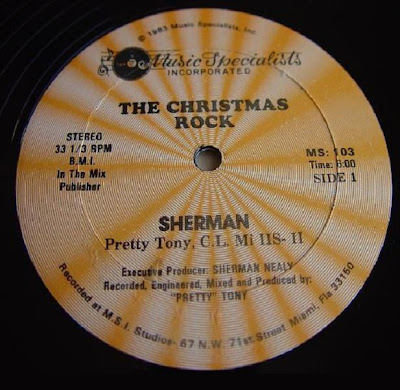 © 1983 Music Specialists, Inc.
Music Specialists
INCORPORATED
THE CHRISTMAS
ROCK
STEREO
33 1/3 RPM
B.M.I.
In The Mix
Publisher
MS: 103
Time: 6:00
SIDE 1
SHERMAN
Pretty Tony, C.L. Mi IIS- II
Executive Producer: SHERMAN NEALY
Recorded, Engineered, Mixed and Produced by:
"PRETTY" TONY
Recorded at M.S.I. Studios- 67 N.W. 71st. Street, Miami, Fla 33150